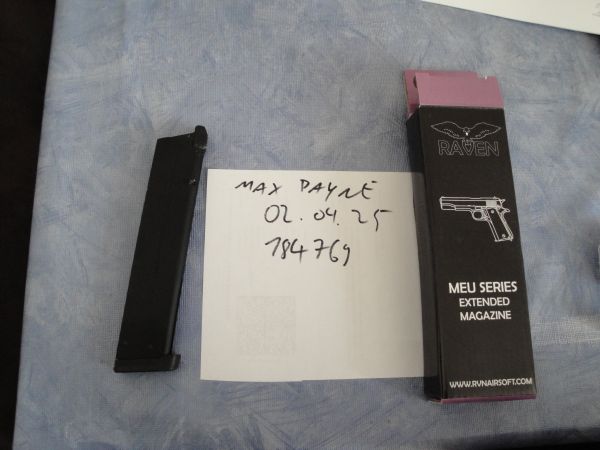 MAX PAYNE
02.04.25
184769
RAVEN
MEU SERIES
EXTENDED
MAGAZINE
WWW.RVNAIRSOFT.COM